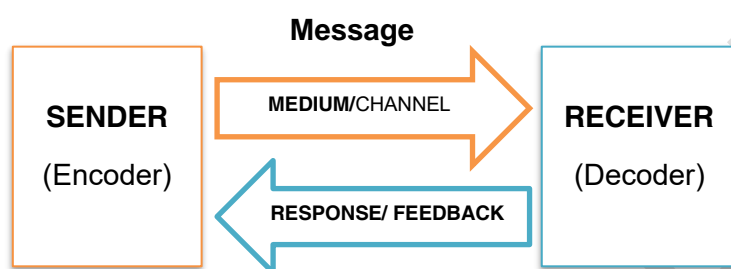 Message
SENDER
(Encoder)
MEDIUM/CHANNEL
RECEIVER
(Decoder)
RESPONSE/ FEEDBACK